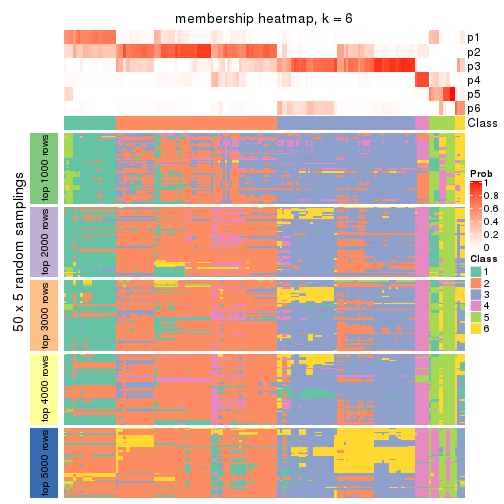 membership heatmap, k = 6
p1
p2
p3
p4
p5
p6
Class
50 x 5 random samplings
top 1000 rows
top 2000 rows
top 3000 rows
top 4000 rows
top 5000 rows
Prob
1
0.8
0.6
0.4
0.2
0
Class
1
2
3
4
5
6